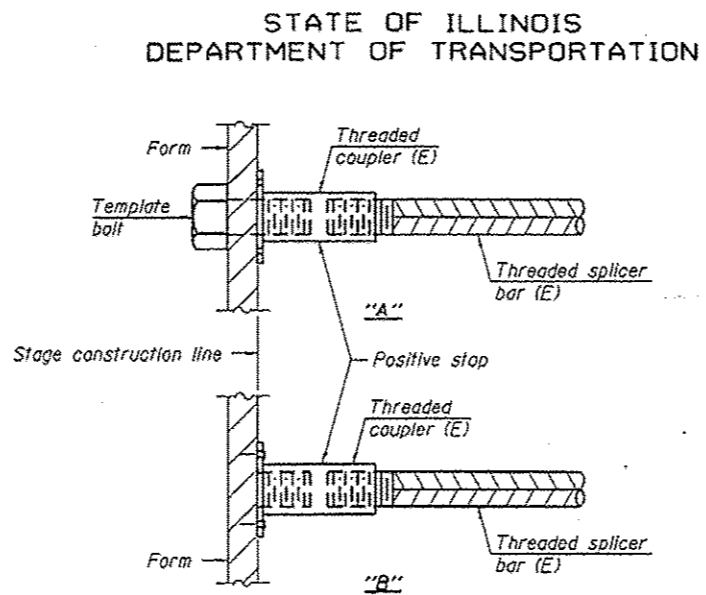 STATE OF ILLINOIS
DEPARTMENT OF TRANSPORTATION
Form
Threaded
coupler (E)
Template
bolt
Threaded splicer
bar (E)
"A"
Stage construction line
Positive stop
Threaded
coupler (E)
Threaded splicer
bar (E)
Form
"B"